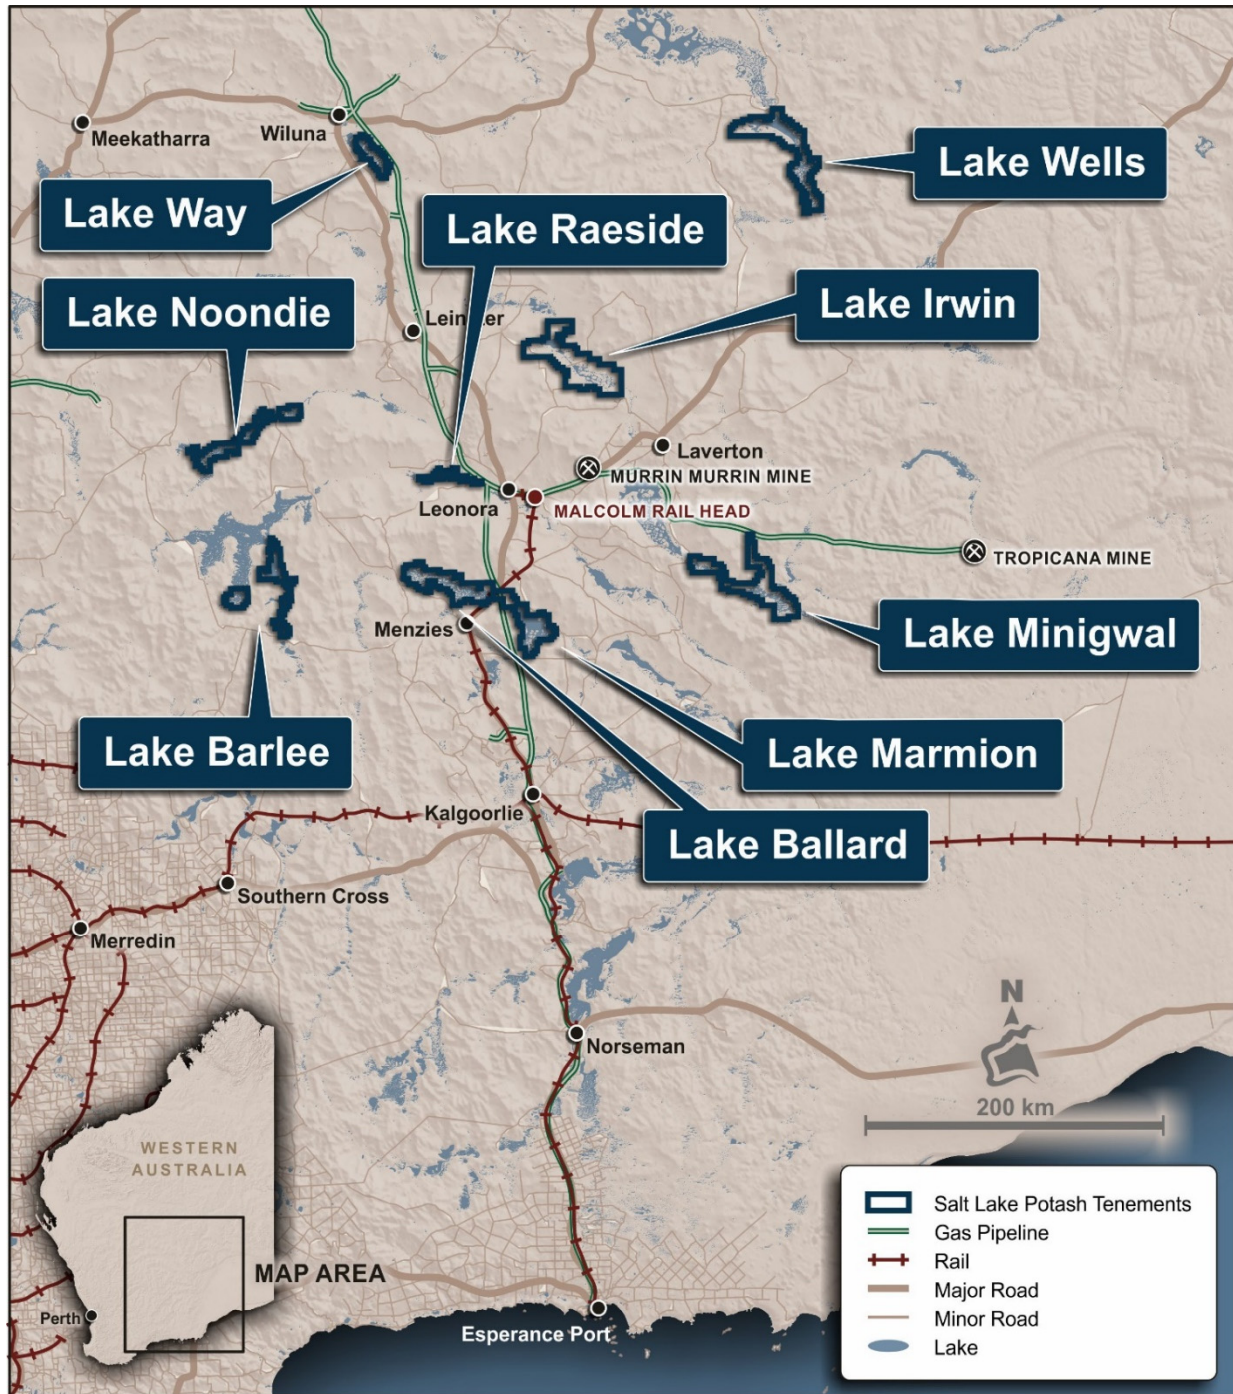 Meekatharra
Wiluna
Lake Wells
Lake Way
Lake Raeside
Lake Noondie
Lake Irwin
Leinster
Laverton
MURRIN MURRIN MINE
Leonora
MALCOLM RAIL HEAD
TROPICANA MINE
Menzies
Lake Minigwal
Lake Barlee
Lake Marmion
Kalgoorlie
Lake Ballard
Southern Cross
Merredin
N
Norseman
200 km
WESTERN
AUSTRALIA
MAP AREA
Perth
Esperance Port
Salt Lake Potash Tenements
Gas Pipeline
Rail
Major Road
Minor Road
Lake